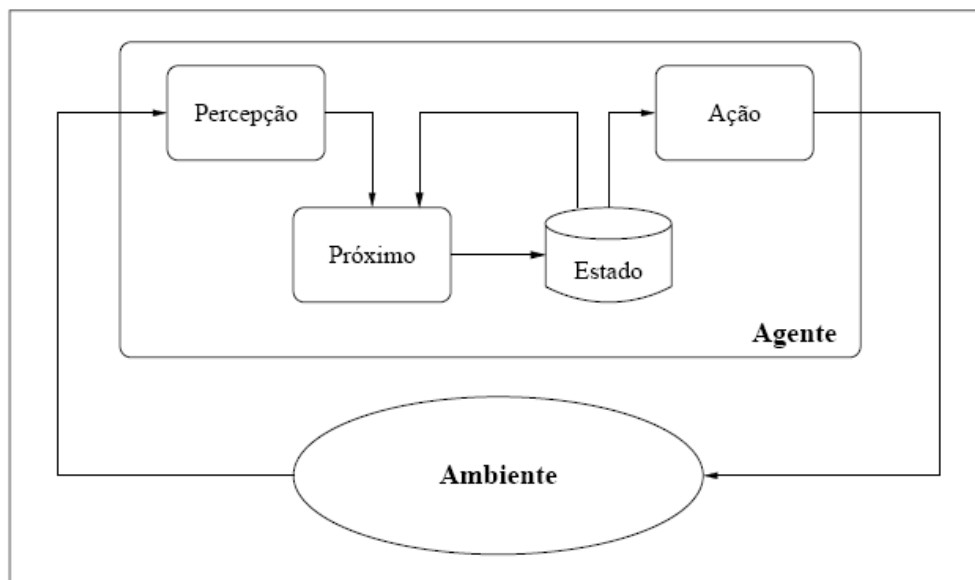 Percepção
Ação
Próximo
Estado
Agente
Ambiente